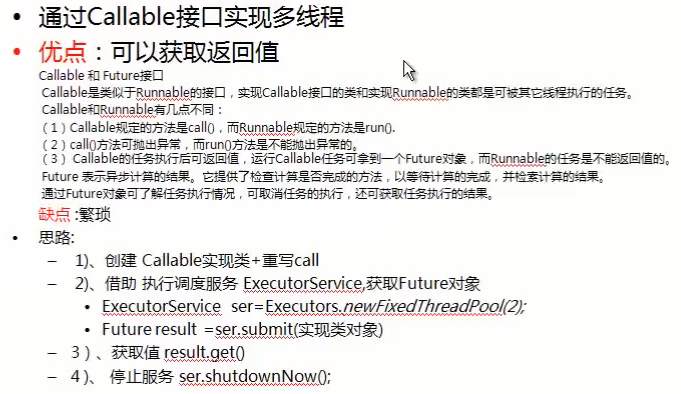 • 通过Callable接口实现多线程
• 优点：可以获取返回值
Callable 和 Future接口
Callable是类似于Runnable的接口，实现Callable接口的类和实现Runnable的类都是可被其它线程执行的任务。
Callable和Runnable有几点不同：
（1）Callable规定的方法是call()，而Runnable规定的方法是run().
（2）call()方法可抛出异常，而run()方法是不能抛出异常的。
（3） Callable的任务执行后可返回值，运行Callable任务可拿到一个Future对象，而Runnable的任务是不能返回值的。
Future 表示异步计算的结果。它提供了检查计算是否完成的方法，以等待计算的完成，并检索计算的结果。
通过Future对象可了解任务执行情况，可取消任务的执行，还可获取任务执行的结果。
缺点 :繁琐
• 思路:
– 1)、创建 Callable实现类+重写call
– 2)、借助 执行调度服务 ExecutorService,获取Future对象
• ExecutorService ser=Executors.newFixedThreadPool(2);
• Future result =ser.submit(实现类对象)
– 3 ) 、获取值 result.get()
– 4 )、 停止服务 ser.shutdownNow();